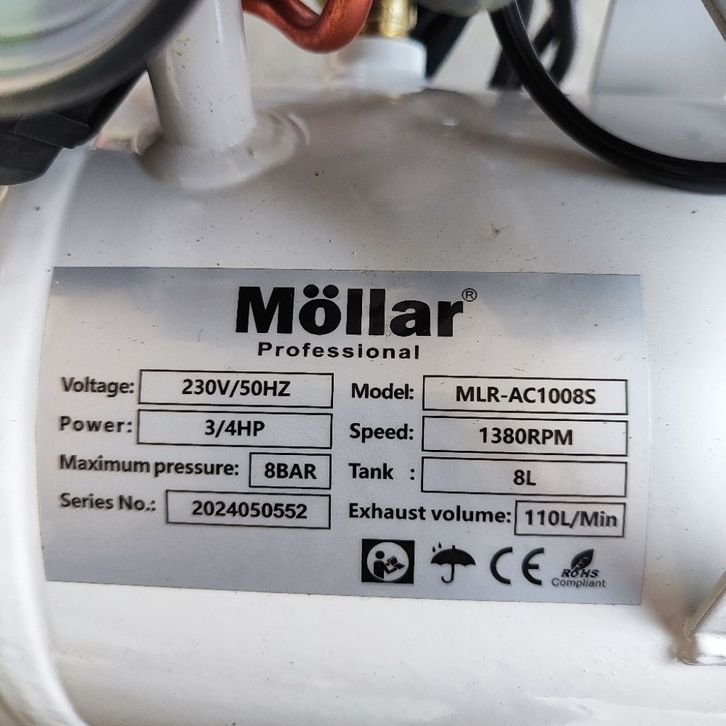 Möllar®
Professional
Voltage: 230V/50HZ Model: MLR-AC1008S
Power: 3/4HP Speed: 1380RPM
Maximum pressure: 8BAR Tank : 8L
Series No.: 2024050552 Exhaust volume: 110L/Min
CE RoHS
Compliant